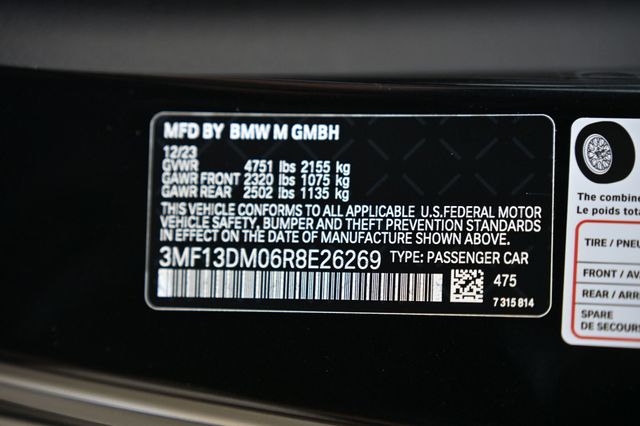 MFD BY BMW M GMBH
12/23
GVWR 4751 lbs 2155 kg
GAWR FRONT 2320 lbs 1075 kg
GAWR REAR 2502 lbs 1135 kg
THIS VEHICLE CONFORMS TO ALL APPLICABLE U.S.FEDERAL MOTOR
VEHICLE SAFETY, BUMPER AND THEFT PREVENTION STANDARDS
IN EFFECT ON THE DATE OF MANUFACTURE SHOWN ABOVE.
3MF13DM06R8E26269 TYPE: PASSENGER CAR
475
7 315 814
The combine
Le poids tota
TIRE / PNEU
FRONT / AV
REAR / ARR
SPARE
DE SECOURS